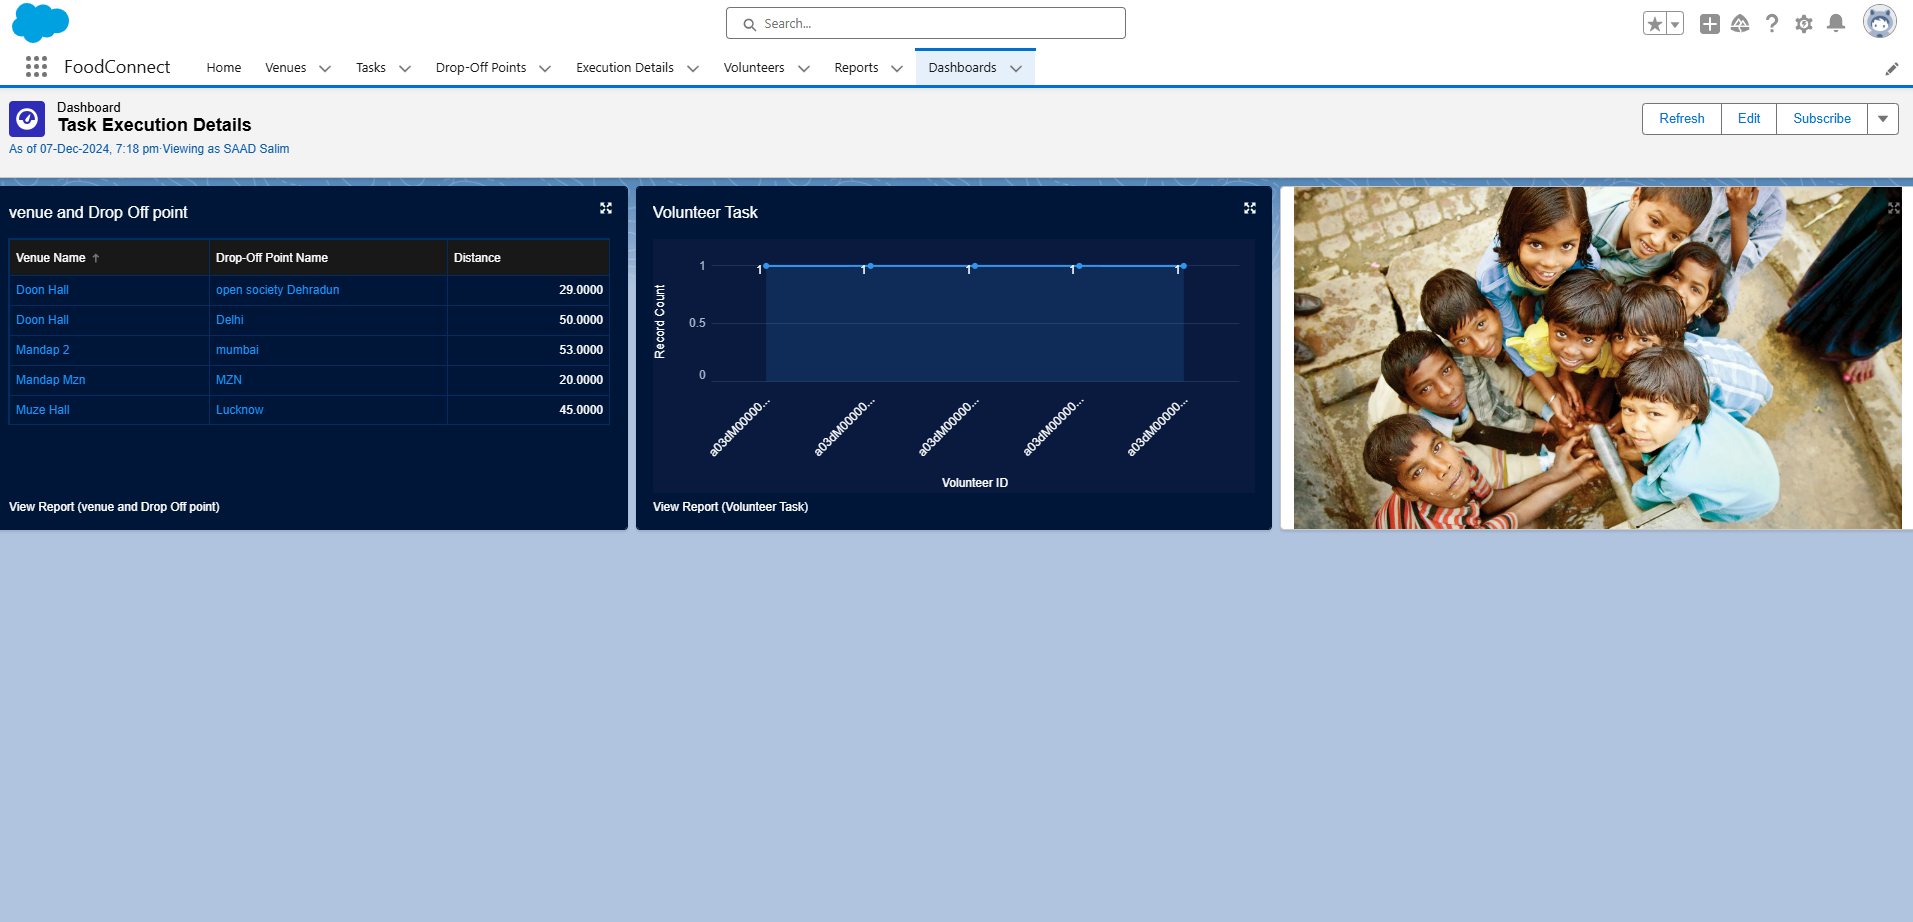 Search...
FoodConnect Home Venues Tasks Drop-Off Points Execution Details Volunteers Reports Dashboards
Dashboard
Task Execution Details
As of 07-Dec-2024, 7:18 pm·Viewing as SAAD Salim
Refresh Edit Subscribe
venue and Drop Off point
Venue Name ↑ Drop-Off Point Name Distance
Doon Hall open society Dehradun 29.0000
Doon Hall Delhi 50.0000
Mandap 2 mumbai 53.0000
Mandap Mzn MZN 20.0000
Muze Hall Lucknow 45.0000
View Report (venue and Drop Off point)
Volunteer Task
Record Count
1
0.5
0
1 1 1 1 1
a03dM00000... a03dM00000... a03dM00000... a03dM00000... a03dM00000...
Volunteer ID
View Report (Volunteer Task)